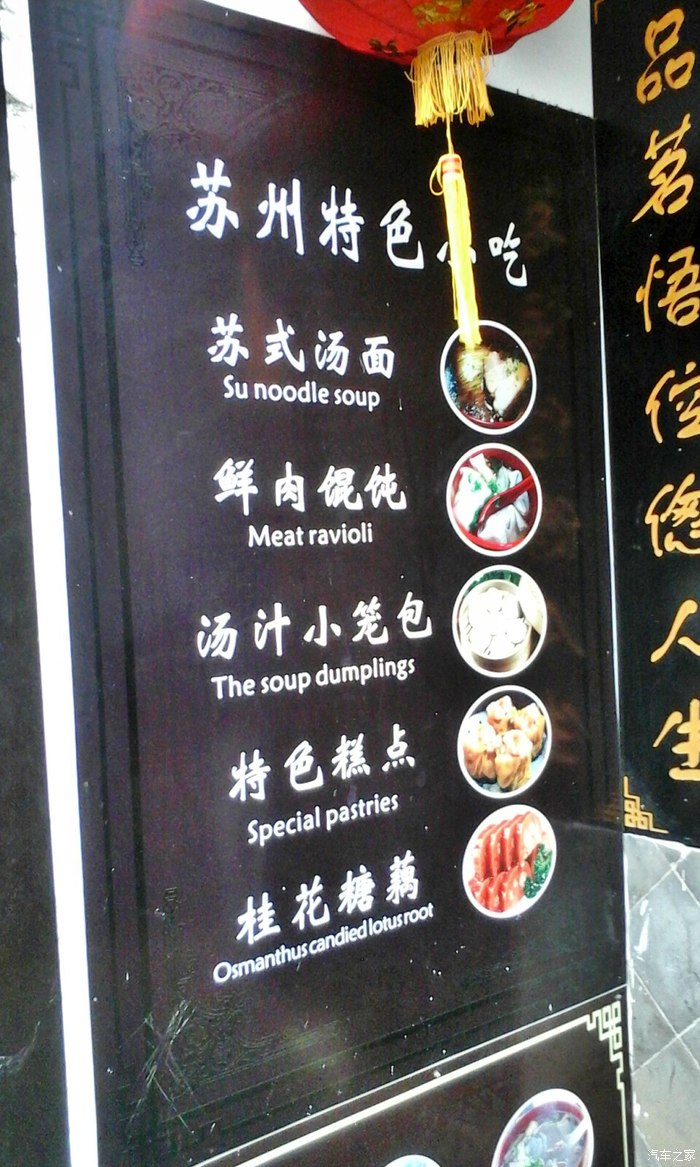 苏州特色小吃
苏式汤面
Su noodle soup
鲜肉馄饨
Meat ravioli
汤汁小笼包
The soup dumplings
特色糕点
Special pastries
桂花糖藕
Osmanthus candied lotus root
品茗悟人生
汽车之家